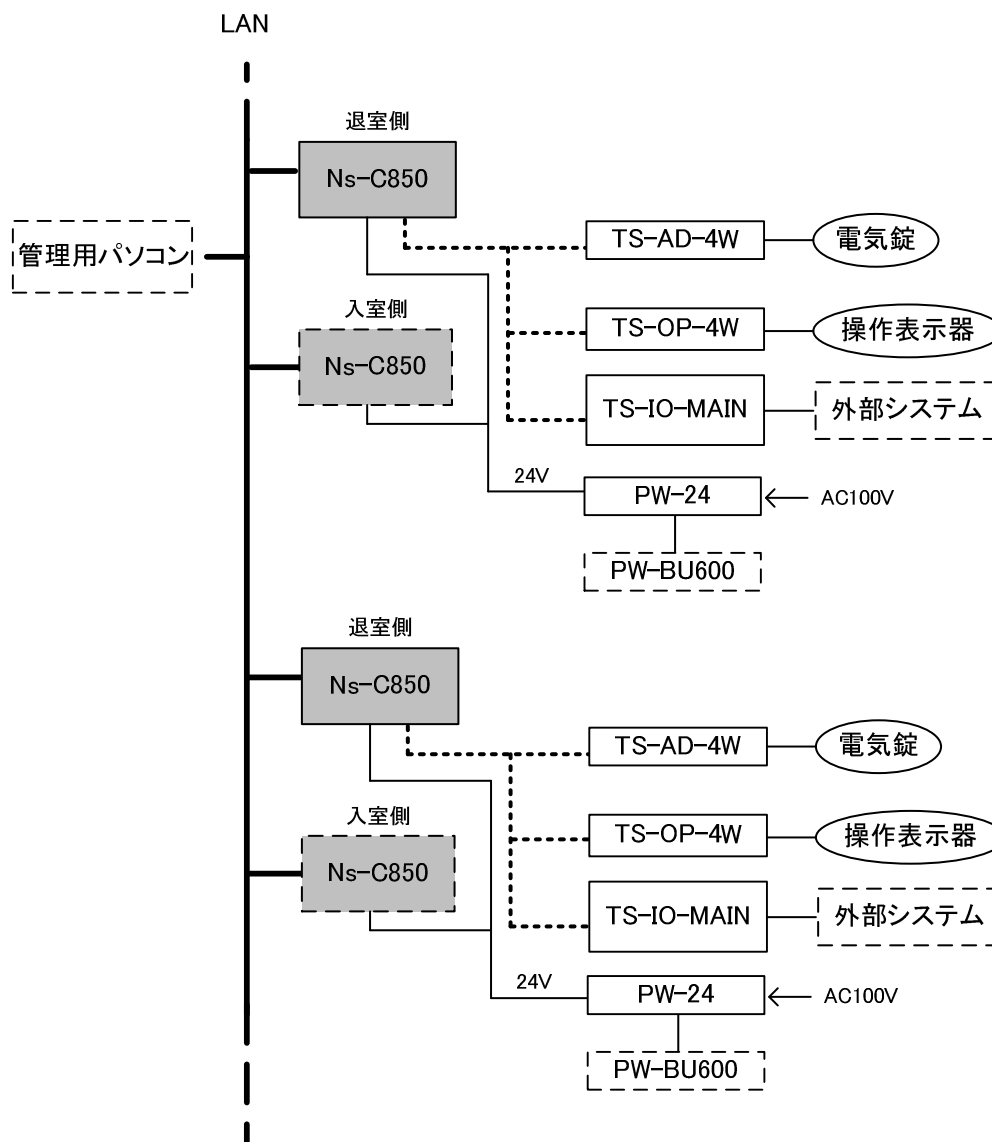 LAN
退室側
Ns-C850
管理用パソコン
TS-AD-4W
電気錠
入室側
Ns-C850
TS-OP-4W
操作表示器
TS-IO-MAIN
外部システム
24V
PW-24
AC100V
PW-BU600
退室側
Ns-C850
TS-AD-4W
電気錠
入室側
Ns-C850
TS-OP-4W
操作表示器
TS-IO-MAIN
外部システム
24V
PW-24
AC100V
PW-BU600